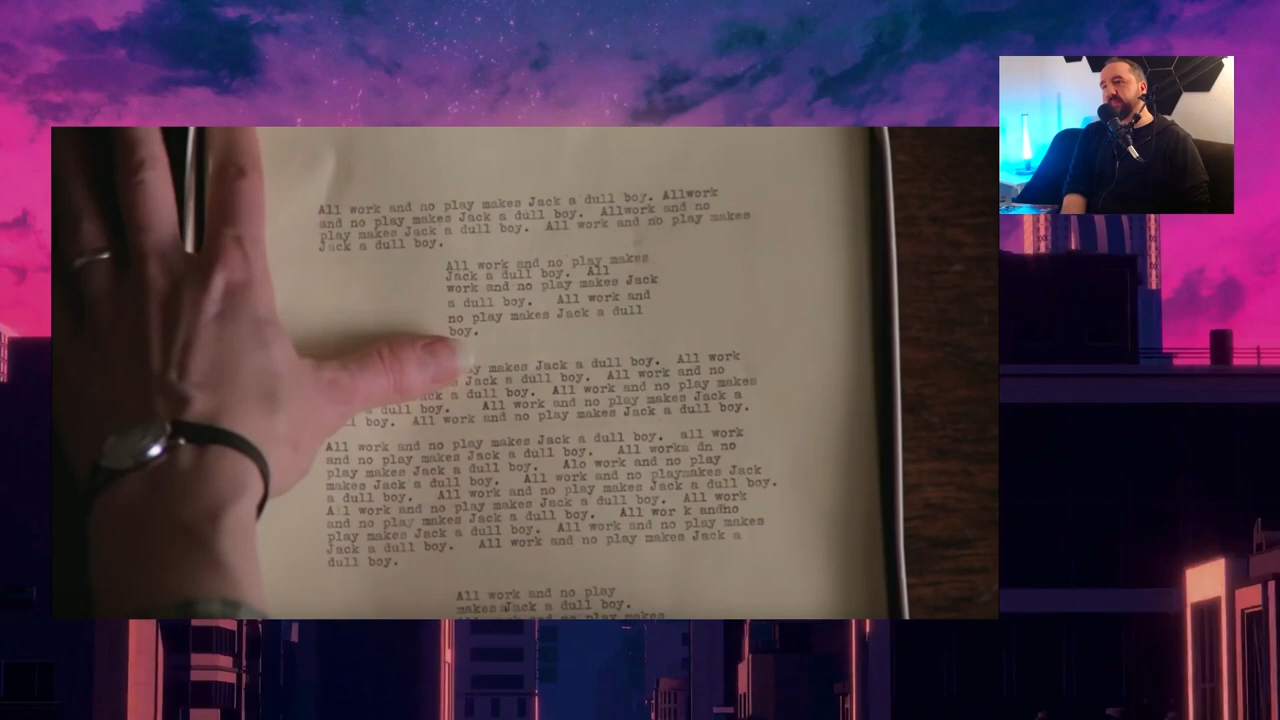 All work and no play makes Jack a dull boy. Allwork
and no play makes Jack a dull boy.  Allwork and no
play makes Jack a dull boy.  All work and no play makes
Jack a dull boy.
All work and no play makes
Jack a dull boy.  All
work and no play makes Jack
a dull boy.   All work and
no play makes Jack a dull
boy.
makes Jack a dull boy.  All work
Jack a dull boy.  All work and no
a dull boy.  All work and no play makes
a dull boy.   All work and no play makes Jack a
boy.  All work and no play makes Jack a dull boy.
All work and no play makes Jack a dull boy.  all work
and no play makes Jack a dull boy.   All worka dn no
play makes Jack a dull boy.   Alo work and no play
makes Jack a dull boy.  All work and no playmakes Jack
a dull boy.  All work and no play makes Jack a dull boy.
All work and no play makes Jack a dull boy.  All work
and no play makes Jack a dull boy.   All wor k andno
play makes Jack a dull boy.  All work and no play makes
Jack a dull boy.   All work and no play makes Jack a
dull boy.
All work and no play
makes Jack a dull boy.
no play makes